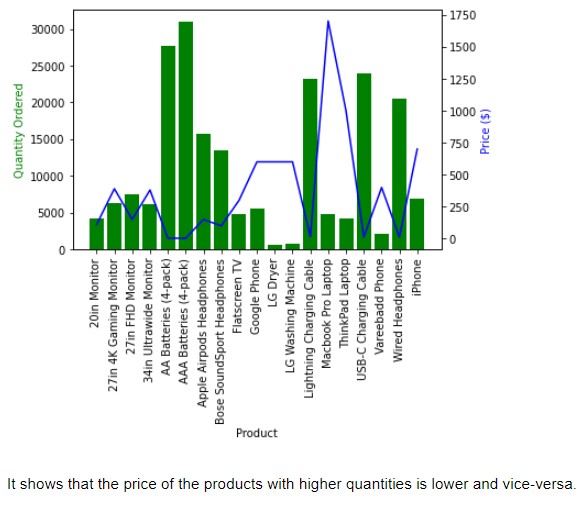 30000
25000
20000
15000
10000
5000
0
Quantity Ordered
1750
1500
1250
1000
750
500
250
0
Price ($)
20in Monitor
27in 4K Gaming Monitor
27in FHD Monitor
34in Ultrawide Monitor
AA Batteries (4-pack)
AAA Batteries (4-pack)
Apple Airpods Headphones
Bose SoundSport Headphones
Flatscreen TV
Google Phone
LG Dryer
LG Washing Machine
Lightning Charging Cable
Macbook Pro Laptop
ThinkPad Laptop
USB-C Charging Cable
Vareebadd Phone
Wired Headphones
iPhone
Product
It shows that the price of the products with higher quantities is lower and vice-versa.